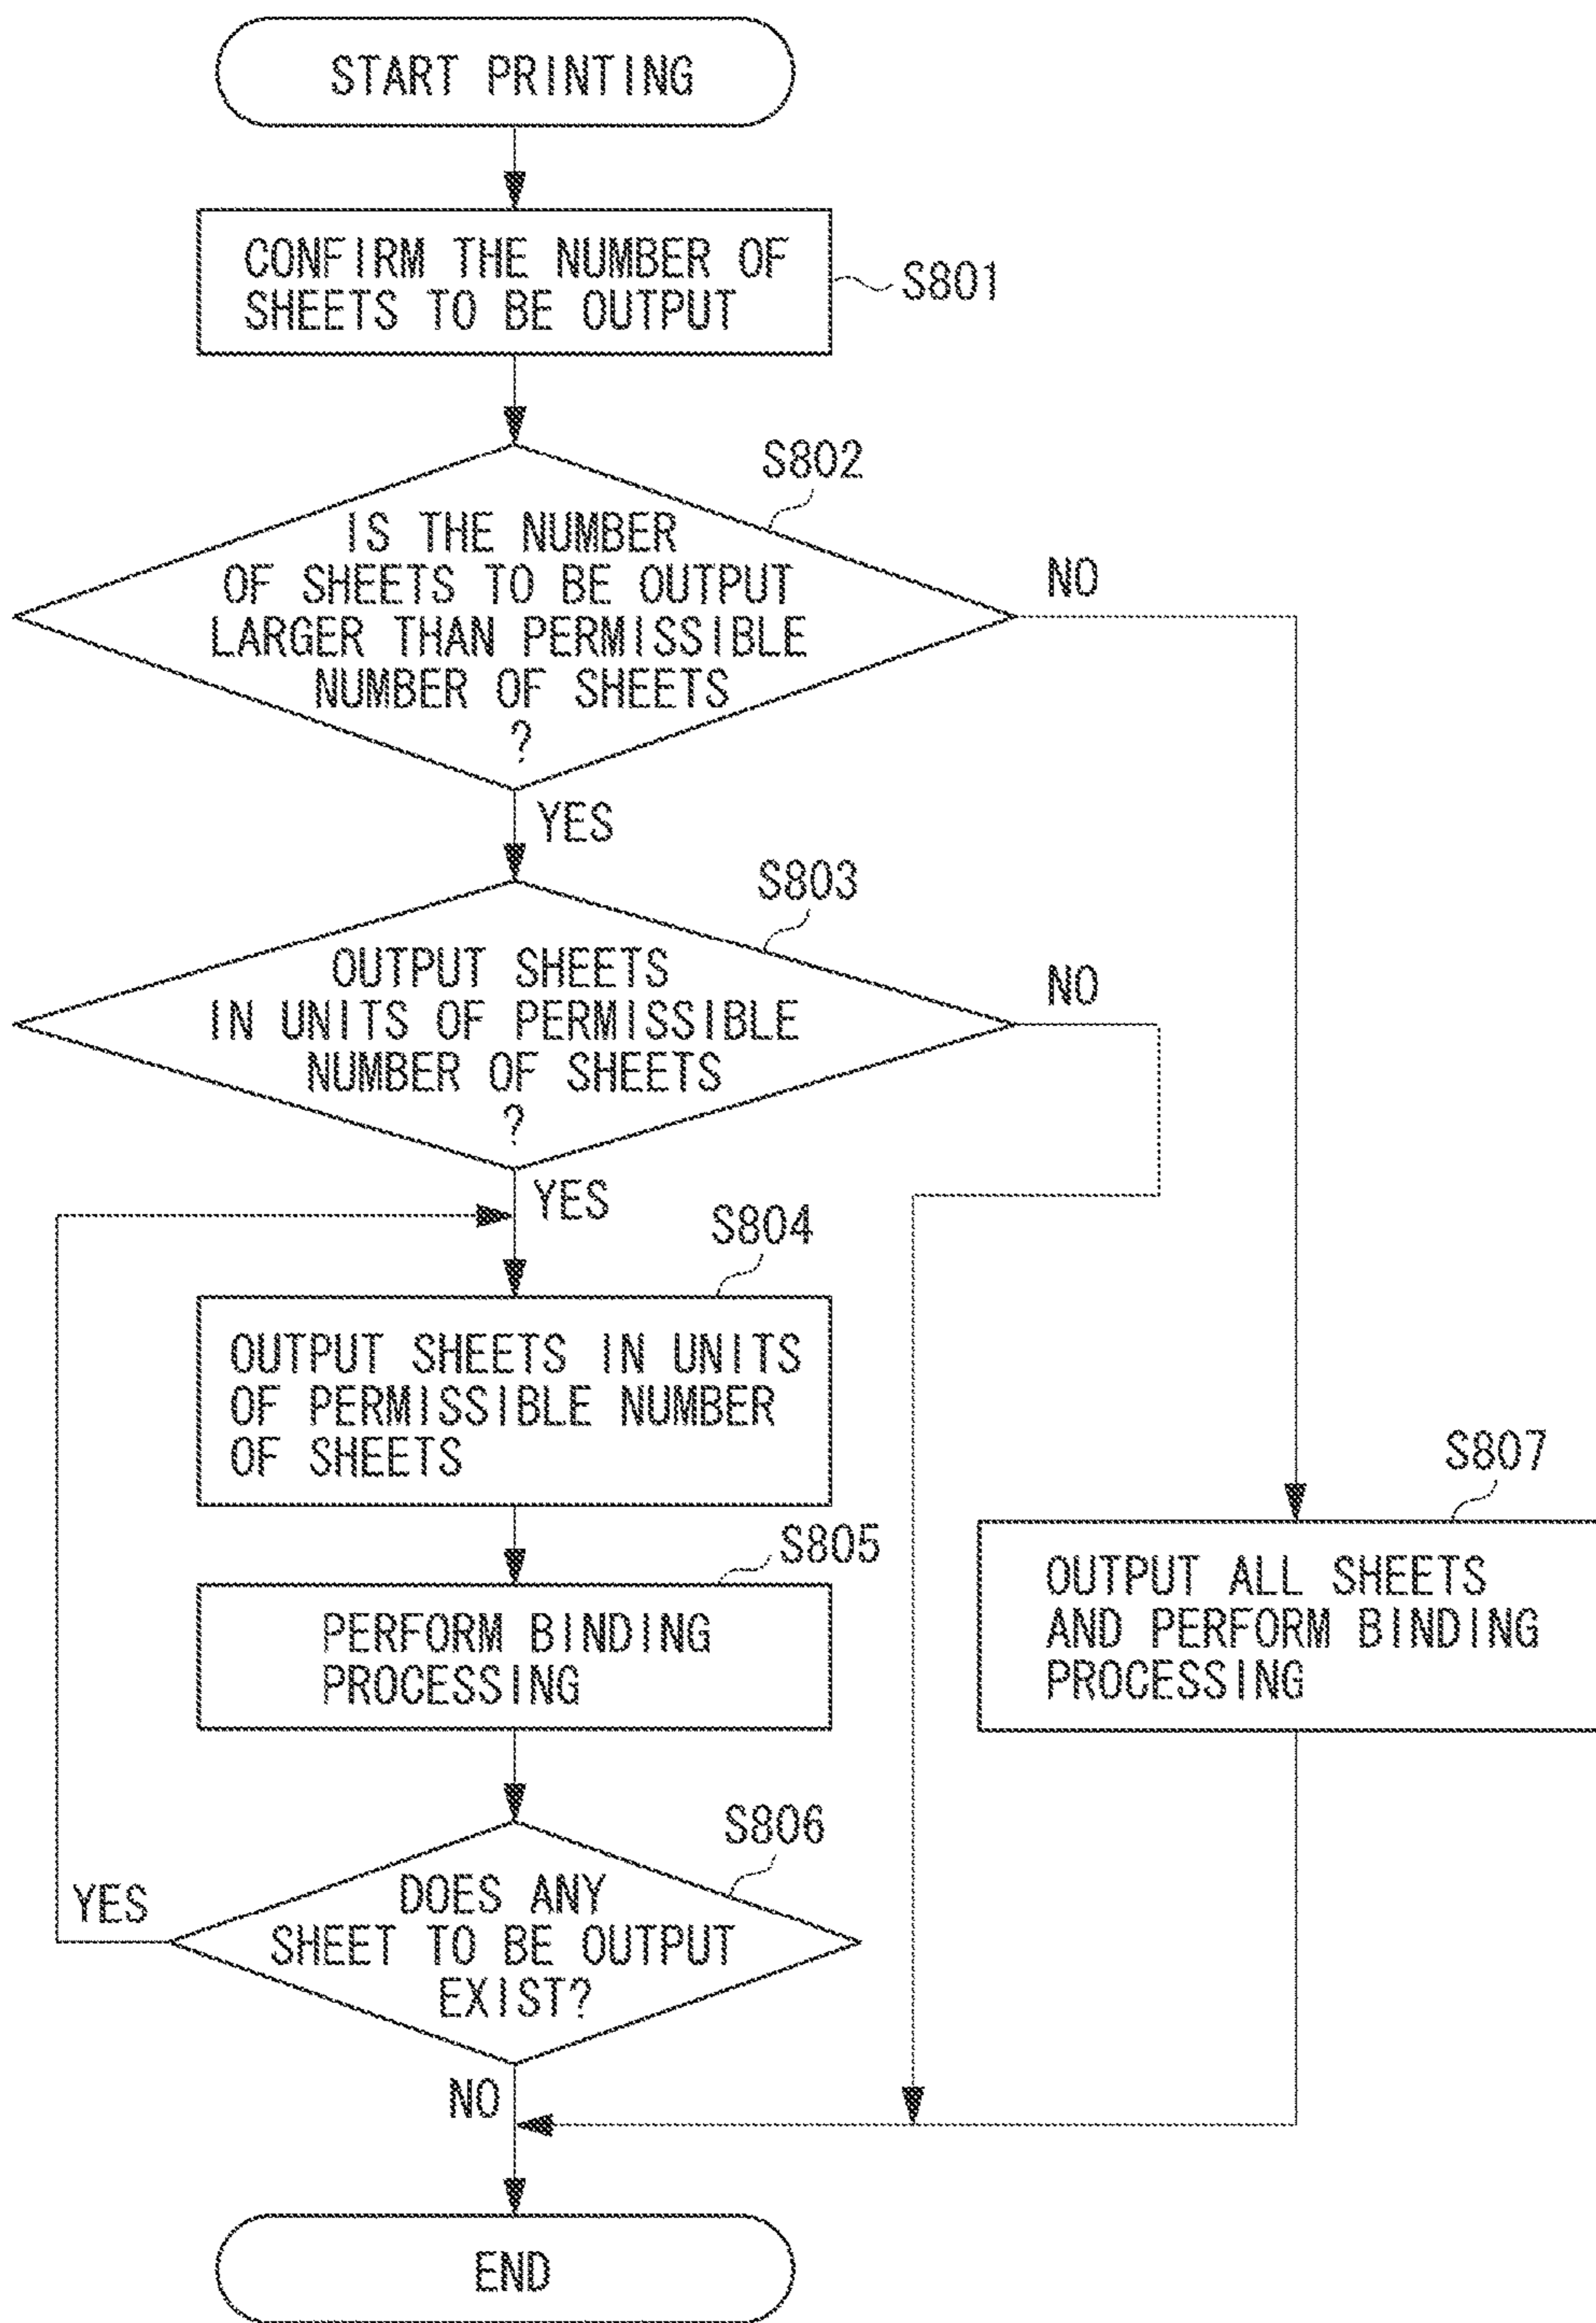 START PRINTING
CONFIRM THE NUMBER OF
SHEETS TO BE OUTPUT
S801
S802
IS THE NUMBER
OF SHEETS TO BE OUTPUT
LARGER THAN PERMISSIBLE
NUMBER OF SHEETS
?
NO
YES
S803
OUTPUT SHEETS
IN UNITS OF PERMISSIBLE
NUMBER OF SHEETS
?
NO
YES
S804
OUTPUT SHEETS IN UNITS
OF PERMISSIBLE NUMBER
OF SHEETS
S805
PERFORM BINDING
PROCESSING
S807
OUTPUT ALL SHEETS
AND PERFORM BINDING
PROCESSING
S806
DOES ANY
SHEET TO BE OUTPUT
EXIST?
YES
NO
END